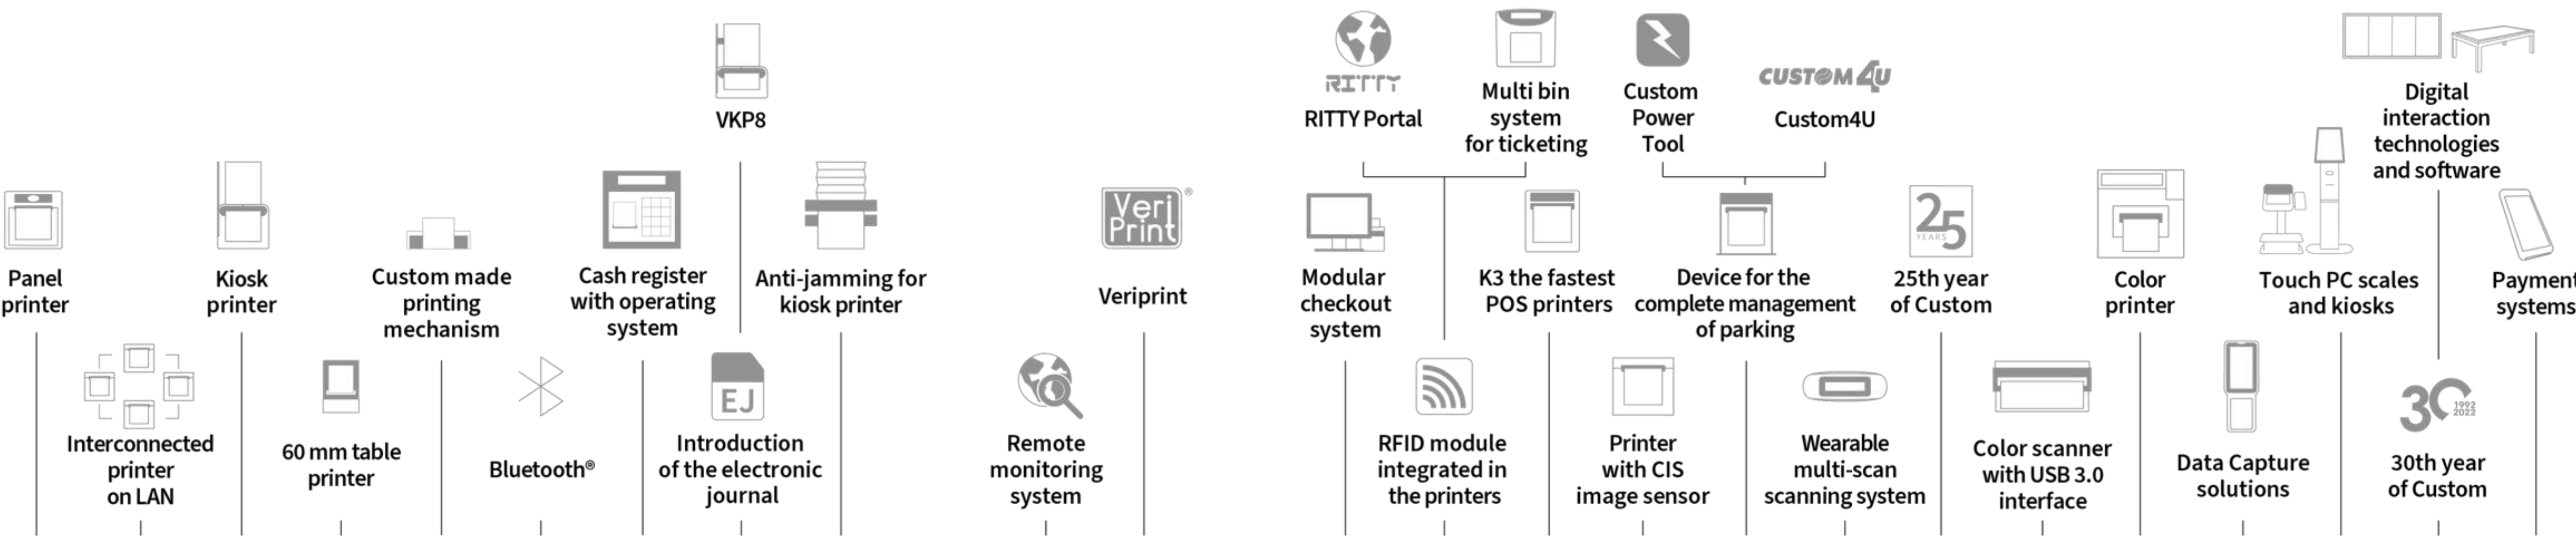 Panel
printer
Interconnected
printer
on LAN
Kiosk
printer
60 mm table
printer
Custom made
printing
mechanism
Bluetooth®
Cash register
with operating
system
VKP8
EJ
Introduction
of the electronic
journal
Anti-jamming for
kiosk printer
Remote
monitoring
system
Veri
Print®
Veriprint
Modular
checkout
system
RITTY
RITTY Portal
Multi bin
system
for ticketing
RFID module
integrated in
the printers
K3 the fastest
POS printers
Printer
with CIS
image sensor
Custom
Power
Tool
CUSTOM4U
Custom4U
Device for the
complete management
of parking
Wearable
multi-scan
scanning system
25
YEARS
25th year
of Custom
Color scanner
with USB 3.0
interface
Color
printer
Data Capture
solutions
Touch PC scales
and kiosks
Digital
interaction
technologies
and software
30
1992
2022
30th year
of Custom
Payment
systems